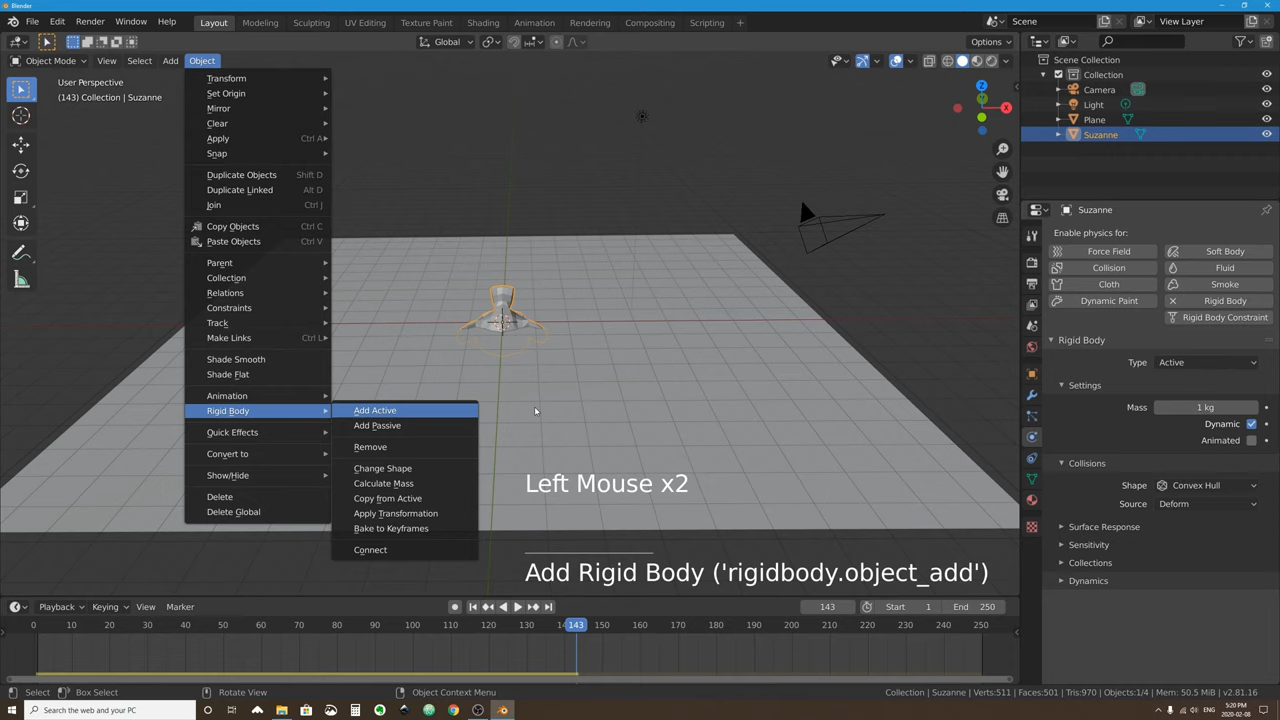 Blender
File Edit Render Window Help Layout Modeling Sculpting UV Editing Texture Paint Shading Animation Rendering Compositing Scripting + Scene View Layer
Global Options
Object Mode View Select Add Object
User Perspective
(143) Collection | Suzanne
Transform
Set Origin
Mirror
Clear
Apply Ctrl A
Snap
Duplicate Objects Shift D
Duplicate Linked Alt D
Join Ctrl J
Copy Objects Ctrl C
Paste Objects Ctrl V
Parent
Collection
Relations
Constraints
Track
Make Links Ctrl L
Shade Smooth
Shade Flat
Animation
Rigid Body
Quick Effects
Convert to
Show/Hide
Delete
Delete Global
Add Active
Add Passive
Remove
Change Shape
Calculate Mass
Copy from Active
Apply Transformation
Bake to Keyframes
Connect
Z
X
Left Mouse x2
Add Rigid Body ('rigidbody.object_add')
Scene Collection
Collection
Camera
Light
Plane
Suzanne
Suzanne
Enable physics for:
Force Field Soft Body
Collision Fluid
Cloth Smoke
Dynamic Paint Rigid Body
Rigid Body Constraint
Rigid Body
Type Active
Settings
Mass 1 kg
Dynamic
Animated
Collisions
Shape Convex Hull
Source Deform
Surface Response
Sensitivity
Collections
Dynamics
Playback Keying View Marker 143 Start 1 End 250
0 10 20 30 40 50 60 70 80 90 100 110 120 130 143 150 160 170 180 190 200 210 220 230 240 250
Select Box Select Rotate View Object Context Menu Collection | Suzanne | Verts:511 | Faces:501 | Tris:970 | Objects:1/4 | Mem: 50.5 MiB | v2.81.16
Search the web and your PC ENG 5:20 PM
2020-02-08